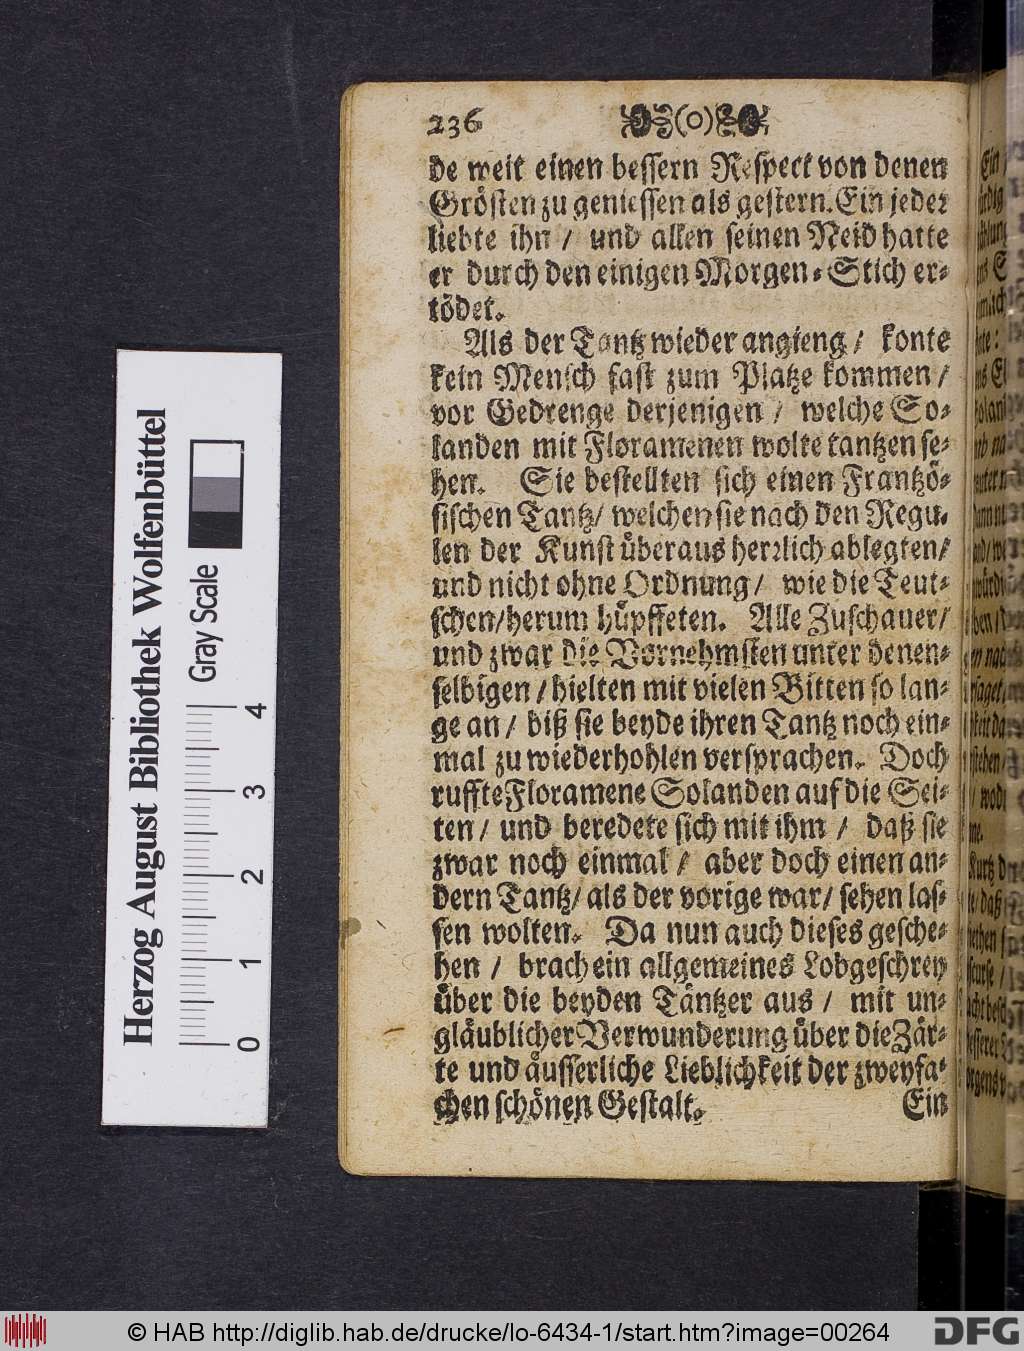 236 (o)
de weit einen bessern Respect von denen
Grösten zu geniessen als gestern. Ein jeder
liebte ihn / und allen seinen Neid hatte
er durch den einigen Morgen-Stich er-
tödet.
Als der Tantz wieder angieng / konte
kein Mensch fast zum Platze kommen /
vor Gedrenge derjenigen / welche So-
landen mit Floramenen wolte tantzen se-
hen. Sie bestellten sich einen Frantzö-
sischen Tantz / welchen sie nach den Regu-
len der Kunst überaus herrlich ablegten /
und nicht ohne Ordnung / wie die Teut-
schen / herum hüpffeten. Alle Zuschauer /
und zwar die Vornehmsten unter denen-
selbigen / hielten mit vielen Bitten so lan-
ge an / biß sie beyde ihren Tantz noch ein-
mal zu wiederhohlen versprachen. Doch
ruffte Floramene Solanden auf die Sei-
ten / und beredete sich mit ihm / daß sie
zwar noch einmal / aber doch einen an-
dern Tantz / als der vorige war / sehen las-
sen wolten. Da nun auch dieses gesche-
hen / brach ein allgemeines Lobgeschrey
über die beyden Täntzer aus / mit un-
gläublicher Verwunderung über die Zär-
te und äusserliche Lieblichkeit der zweyfa-
chen schönen Gestalt.
Ein
Herzog August Bibliothek Wolfenbüttel
Gray Scale
0 1 2 3 4
© HAB http://diglib.hab.de/drucke/lo-6434-1/start.htm?image=00264
DFG